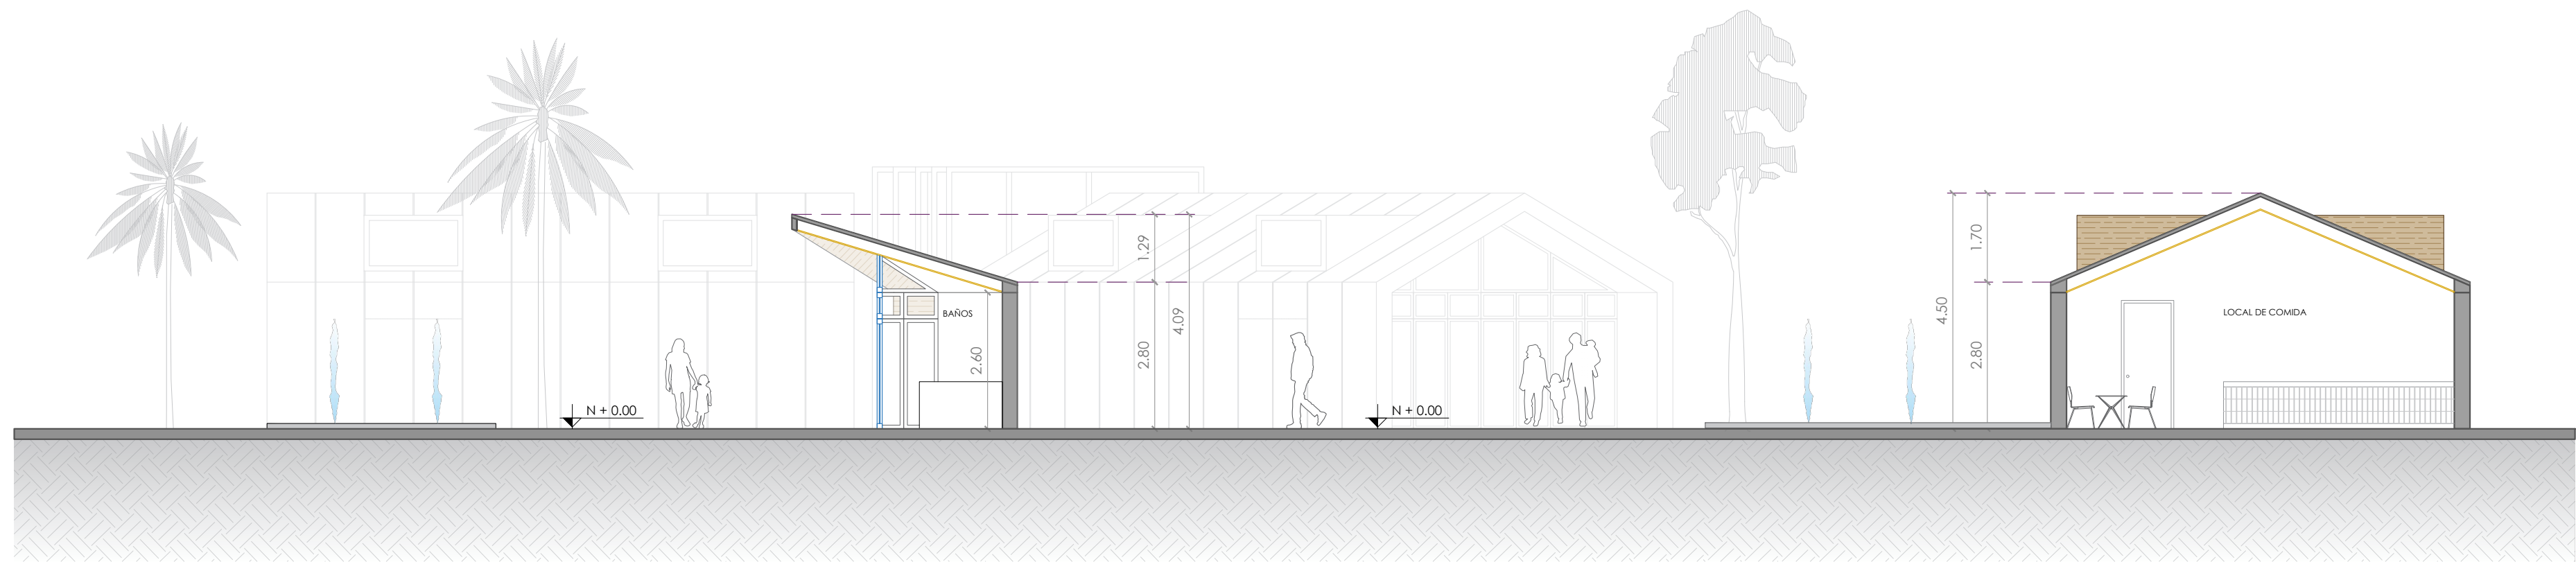 BAÑOS
2.60
1.29
2.80
4.09
N + 0.00
N + 0.00
4.50
1.70
2.80
LOCAL DE COMIDA